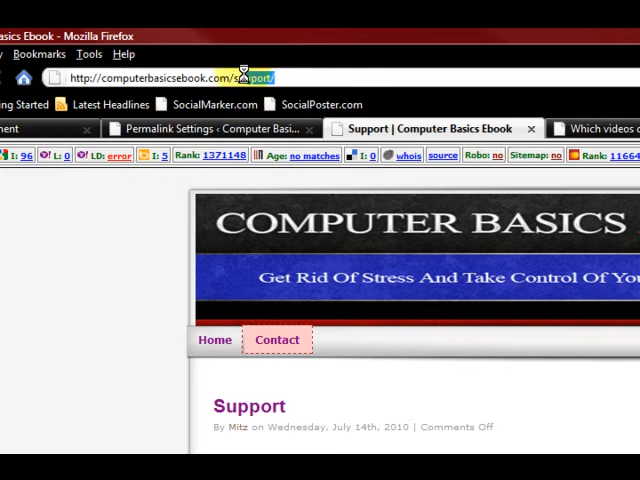 asics Ebook - Mozilla Firefox
y Bookmarks Tools Help
http://computerbasicsebook.com/support/
ing Started Latest Headlines SocialMarker.com SocialPoster.com
ment Permalink Settings ‹ Computer Basi... Support | Computer Basics Ebook Which videos c
I: 96 L: 0 LD: error I: 5 Rank: 1371148 Age: no matches I: 0 whois source Robo: no Sitemap: no Rank: 11664
COMPUTER BASICS
Get Rid Of Stress And Take Control Of You
Home Contact
Support
By Mitz on Wednesday, July 14th, 2010 | Comments Off